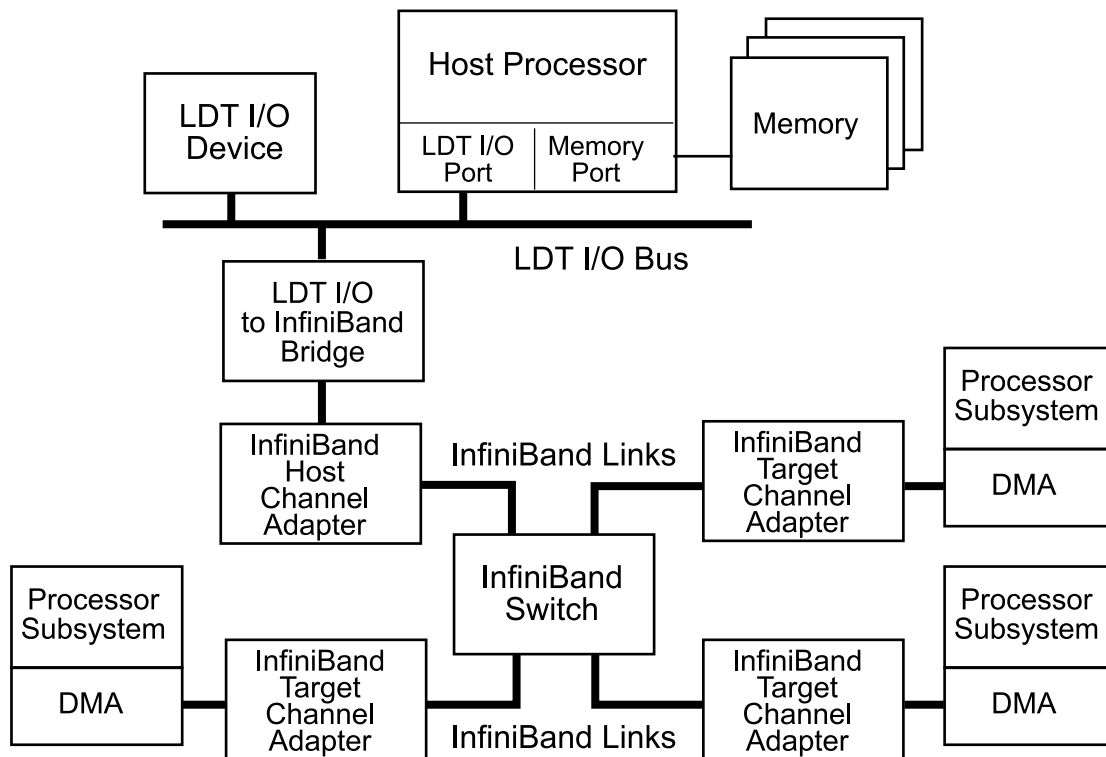 Host Processor
LDT I/O
Device
LDT I/O
Port
Memory
Port
Memory
LDT I/O Bus
LDT I/O
to InfiniBand
Bridge
InfiniBand
Host
Channel
Adapter
InfiniBand Links
InfiniBand
Target
Channel
Adapter
Processor
Subsystem
DMA
InfiniBand
Switch
Processor
Subsystem
DMA
InfiniBand
Target
Channel
Adapter
InfiniBand Links
InfiniBand
Target
Channel
Adapter
Processor
Subsystem
DMA